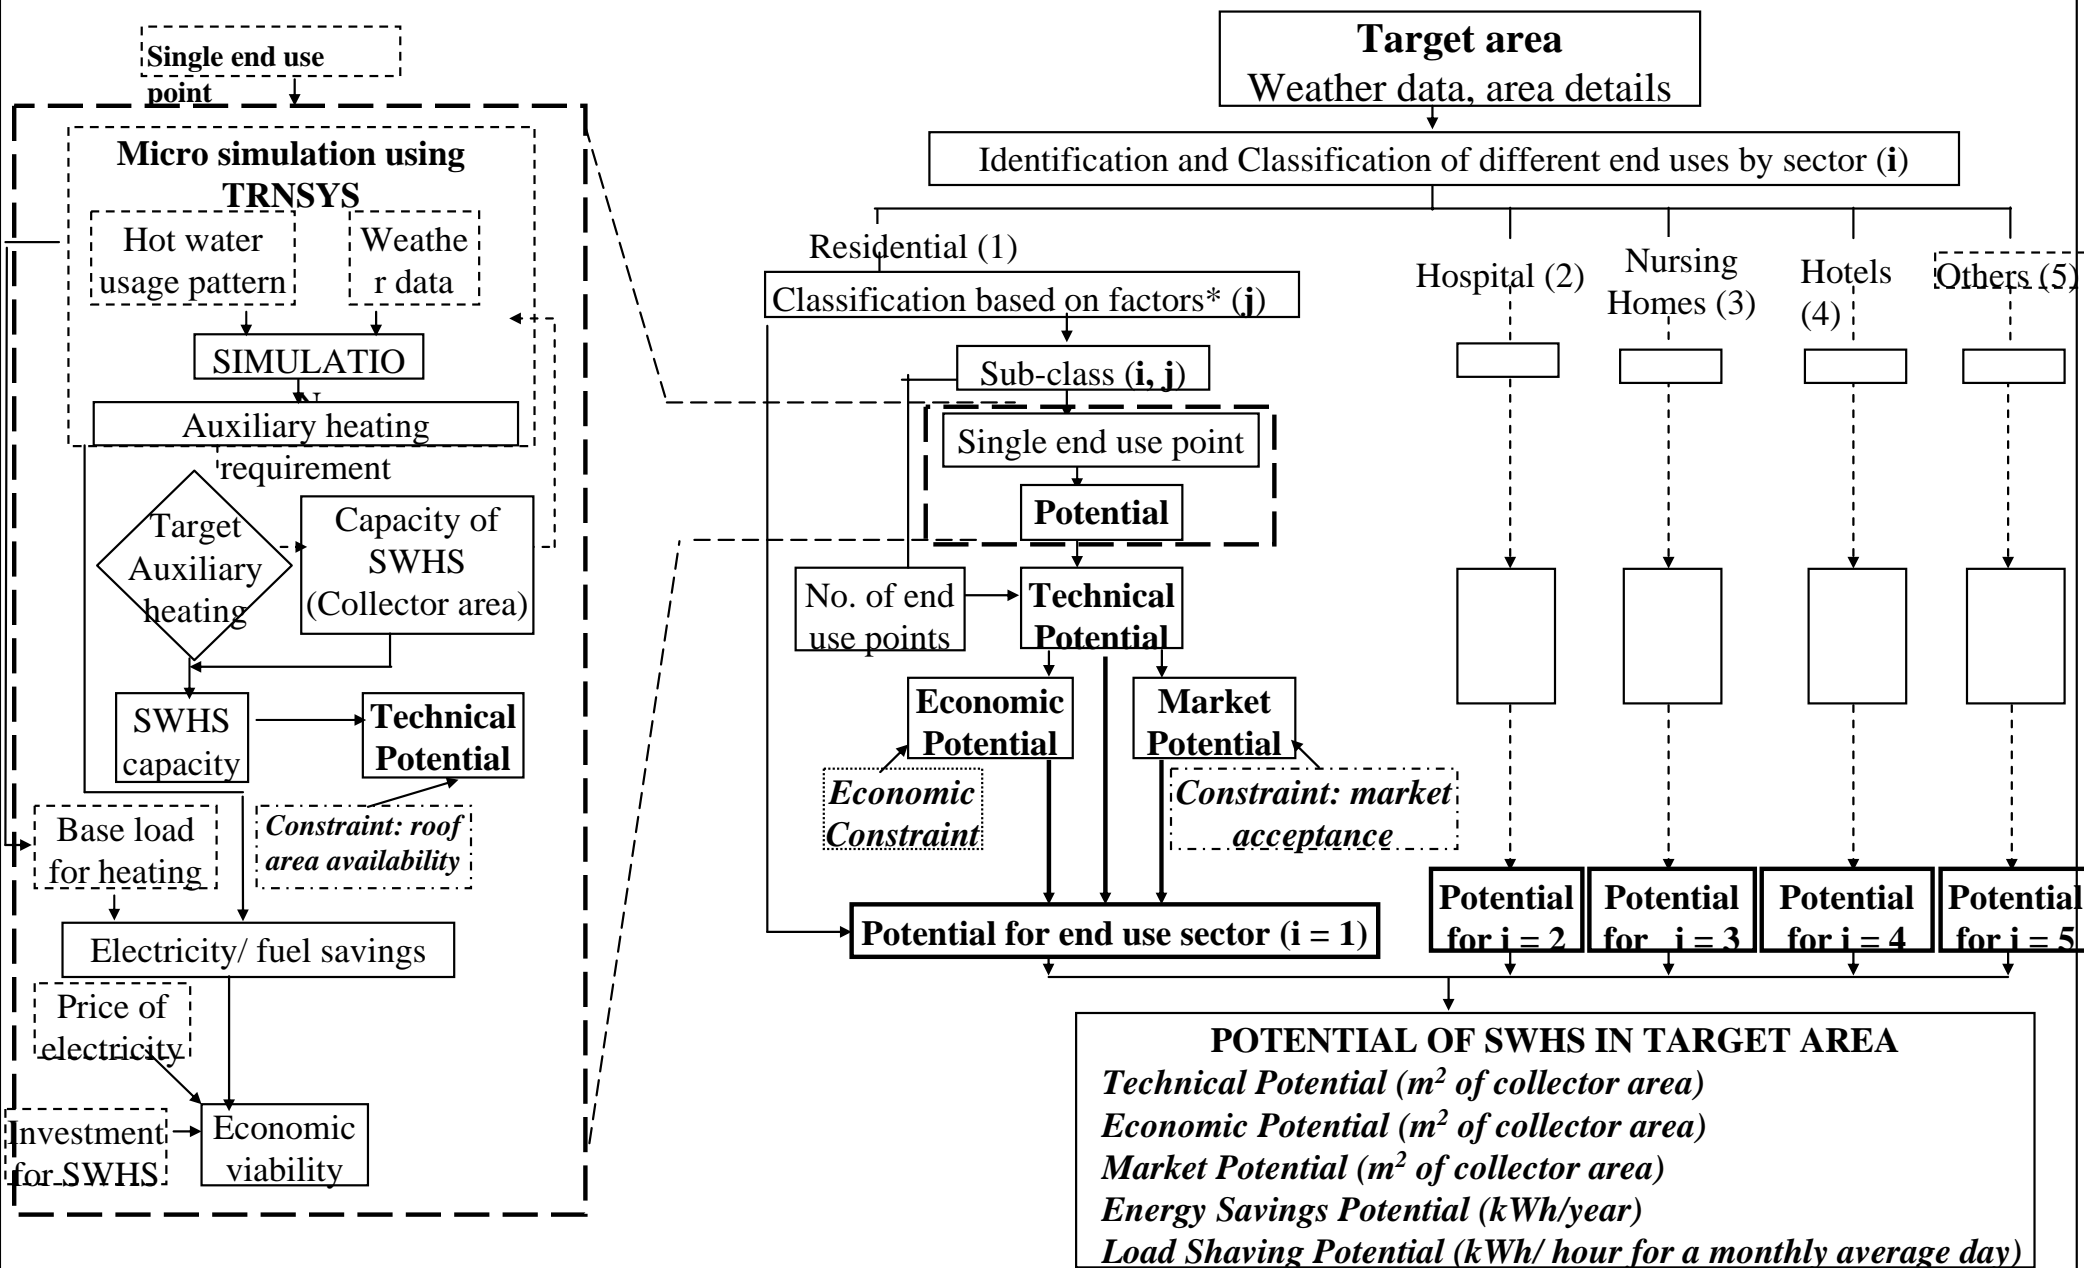 Single end use
point
Micro simulation using
TRNSYS
Hot water
usage pattern
Weathe
r data
SIMULATIO
N
Auxiliary heating
requirement
Target
Auxiliary
heating
Capacity of
SWHS
(Collector area)
SWHS
capacity
Technical
Potential
Base load
for heating
Constraint: roof
area availability
Electricity/ fuel savings
Price of
electricity
Investment
for SWHS
Economic
viability
Target area
Weather data, area details
Identification and Classification of different end uses by sector (i)
Residential (1)
Hospital (2)
Nursing
Homes (3)
Hotels
(4)
Others (5)
Classification based on factors* (j)
Sub-class (i, j)
Single end use point
Potential
No. of end
use points
Technical
Potential
Economic
Potential
Market
Potential
Economic
Constraint
Constraint: market
acceptance
Potential for end use sector (i = 1)
Potential
for i = 2
Potential
for i = 3
Potential
for i = 4
Potential
for i = 5
POTENTIAL OF SWHS IN TARGET AREA
Technical Potential (m² of collector area)
Economic Potential (m² of collector area)
Market Potential (m² of collector area)
Energy Savings Potential (kWh/year)
Load Shaving Potential (kWh/ hour for a monthly average day)